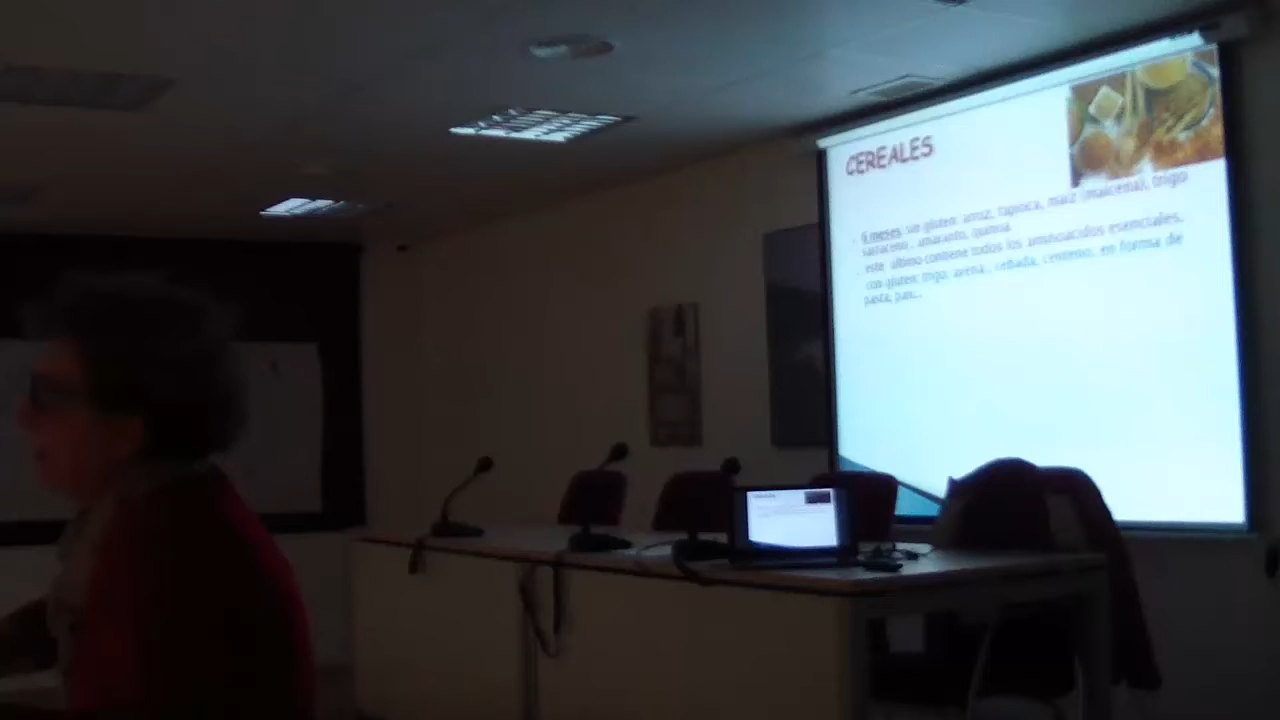 CEREALES
6 meses sin gluten: arroz, tapioca, maíz (maicena), trigo
sarraceno, amaranto, quinoa
este último contiene todos los aminoácidos esenciales.
con gluten: trigo, avena, cebada, centeno, en forma de
pasta, pan...